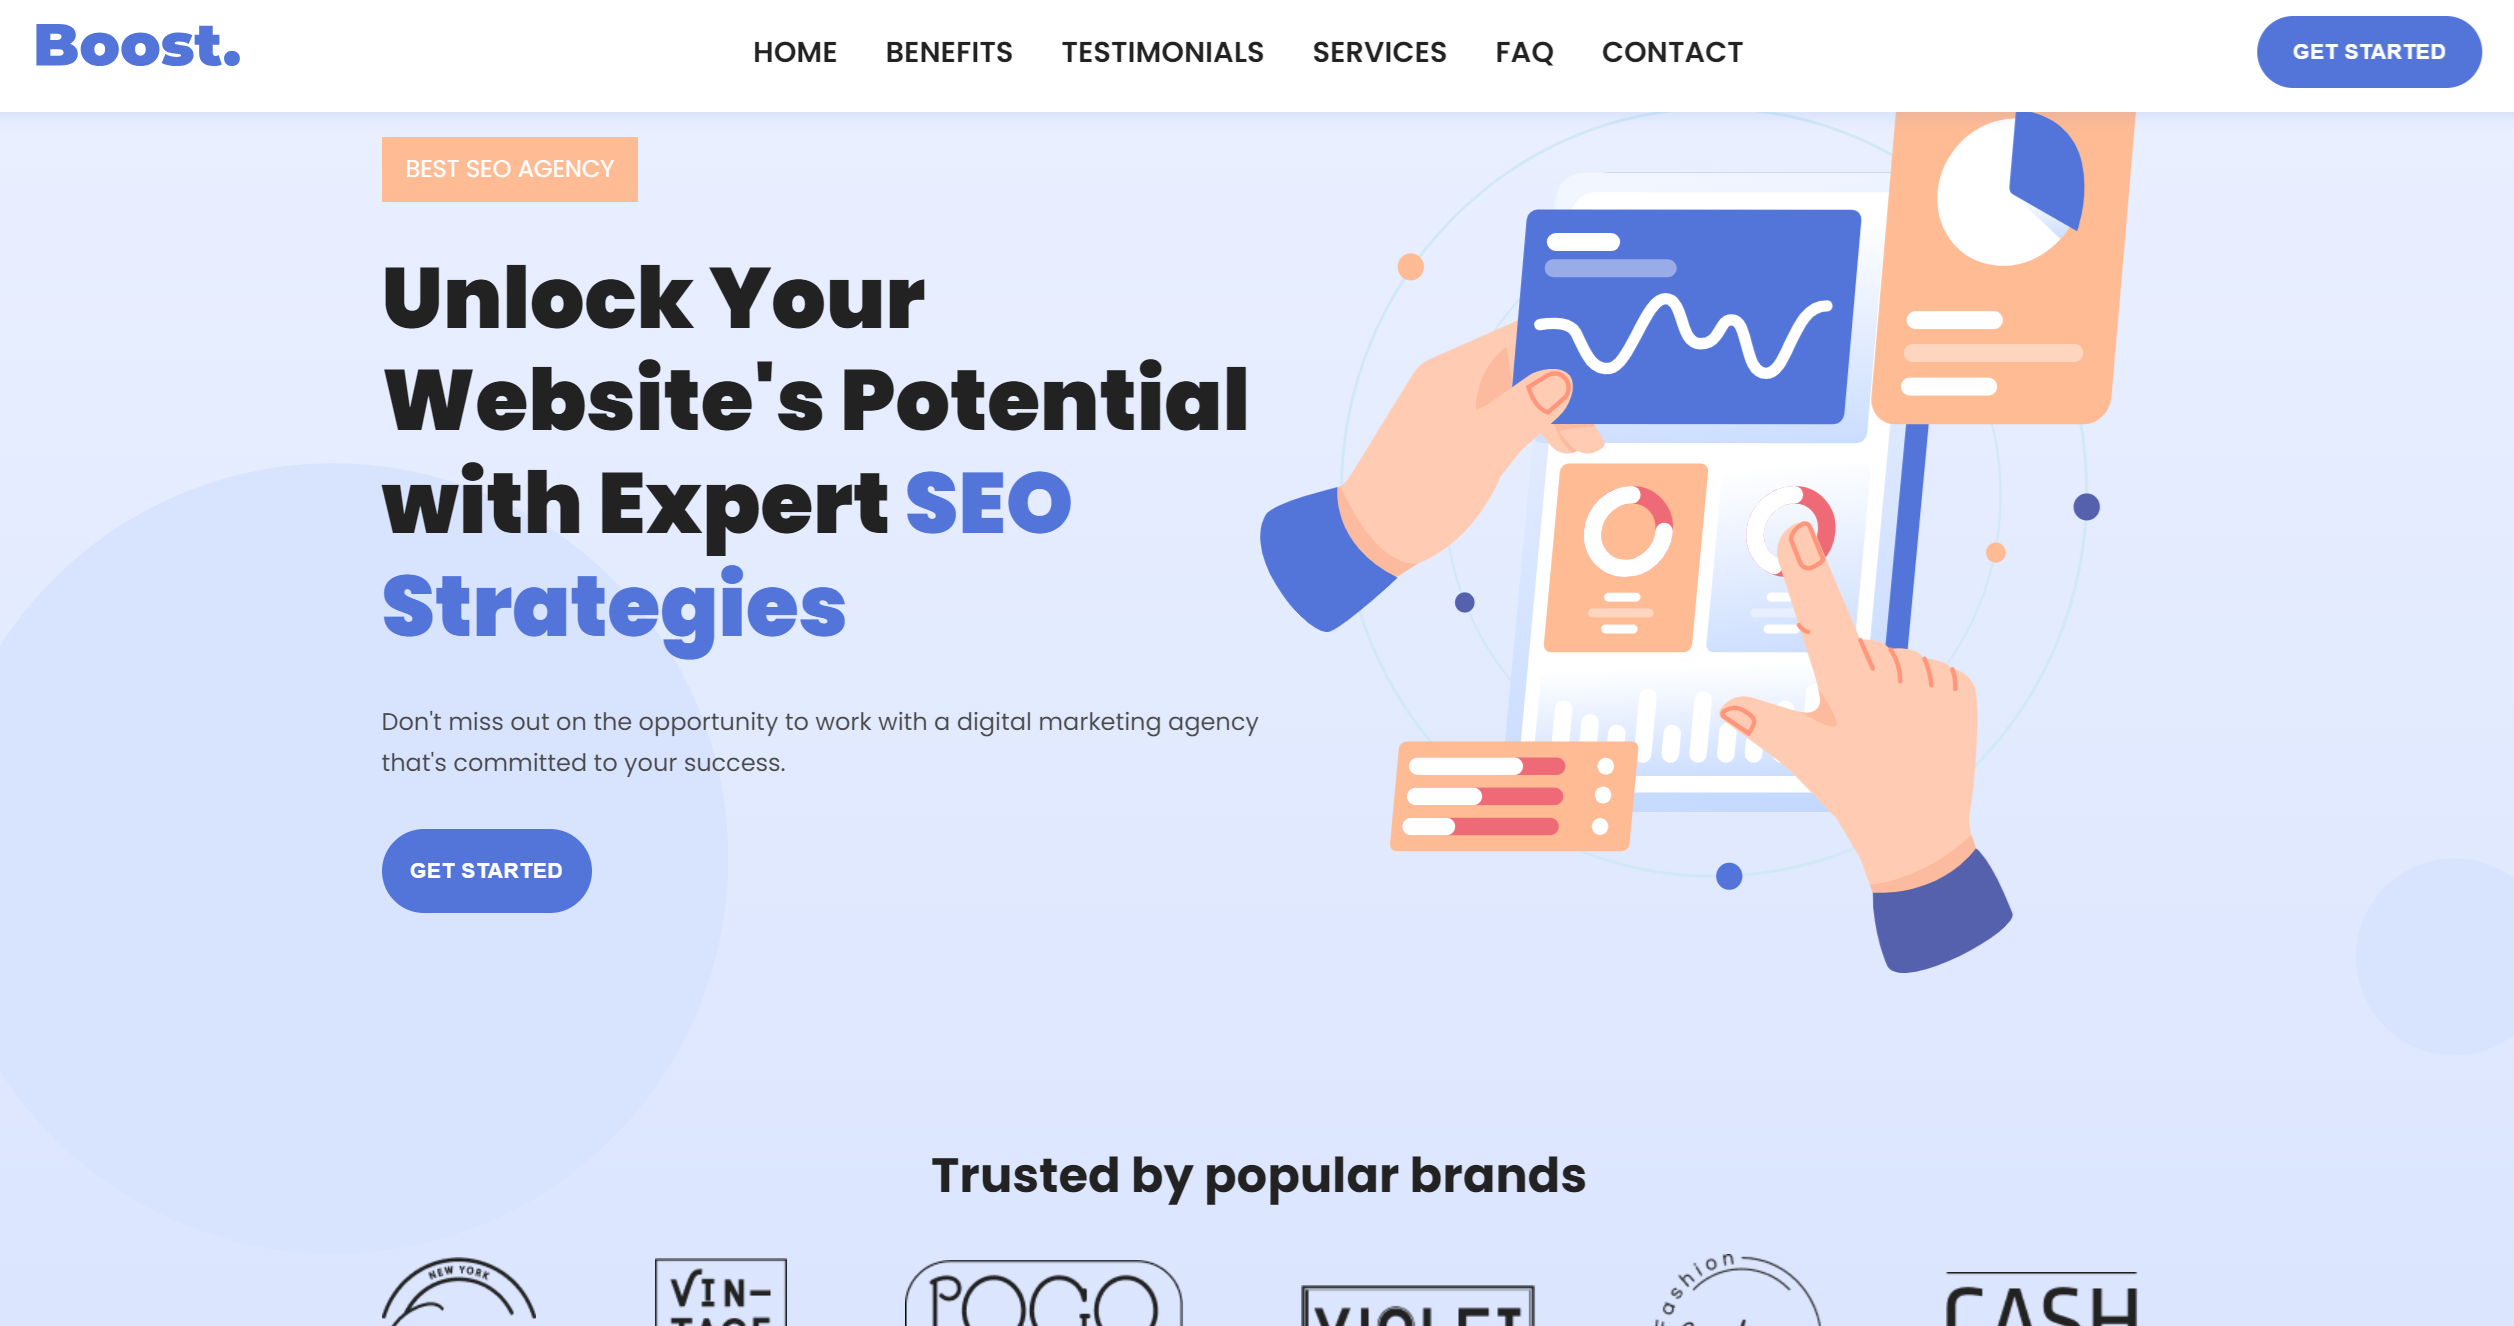 Boost.
HOME BENEFITS TESTIMONIALS SERVICES FAQ CONTACT
GET STARTED
BEST SEO AGENCY
Unlock Your
Website's Potential
with Expert SEO
Strategies
Don't miss out on the opportunity to work with a digital marketing agency
that's committed to your success.
GET STARTED
Trusted by popular brands
NEW YORK
VIN-
TAGE
POGO
VIOLET
Fashion
CASH